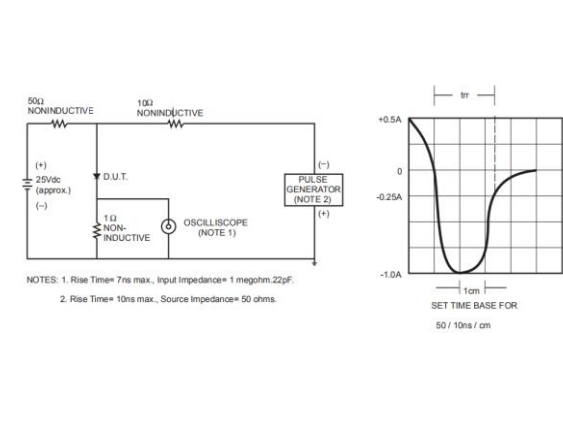 50Ω
NONINDUCTIVE
10Ω
NONINDUCTIVE
(+)
25Vdc
(approx.)
(-)
D.U.T.
1Ω
NON-
INDUCTIVE
OSCILLISCOPE
(NOTE 1)
(-)
PULSE
GENERATOR
(NOTE 2)
(+)
NOTES: 1. Rise Time= 7ns max., Input Impedance= 1 megohm.22pF.
2. Rise Time= 10ns max., Source Impedance= 50 ohms.
trr
+0.5A
0
-0.25A
-1.0A
1cm
SET TIME BASE FOR
50 / 10ns / cm